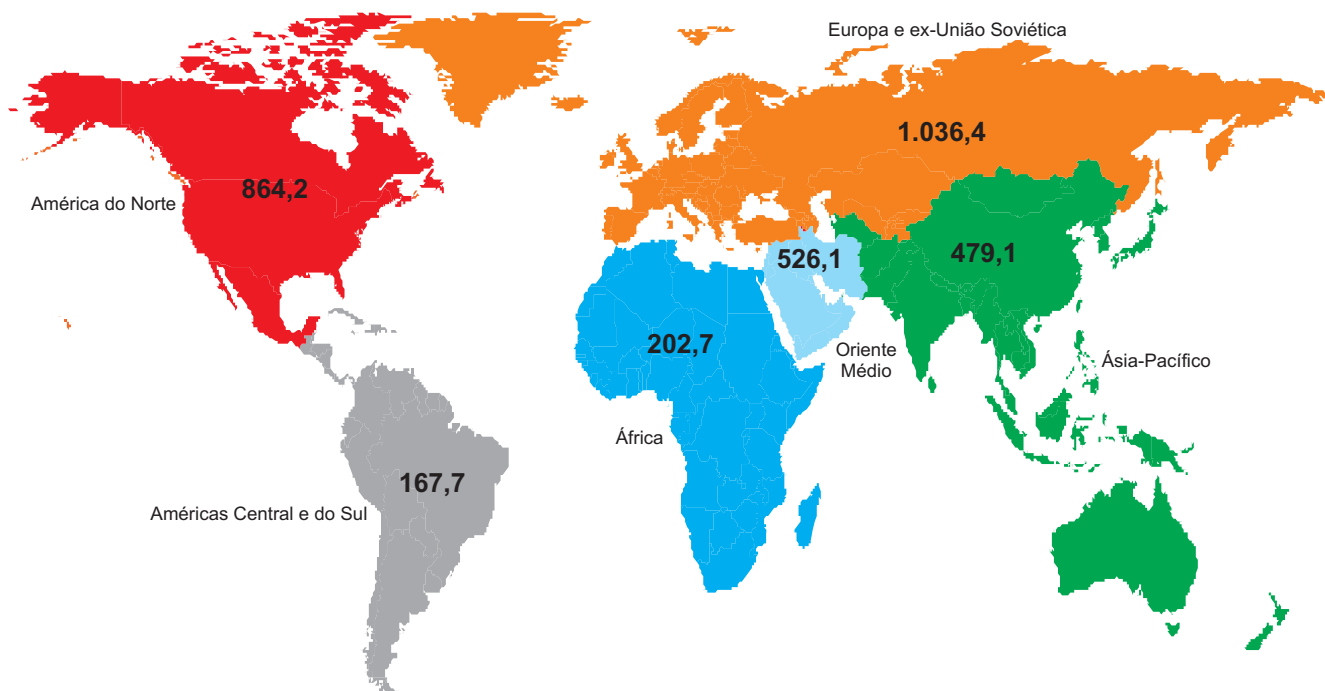 Europa e ex-União Soviética
1.036,4
América do Norte
864,2
526,1
479,1
202,7
Oriente
Médio
Ásia-Pacífico
África
167,7
Américas Central e do Sul